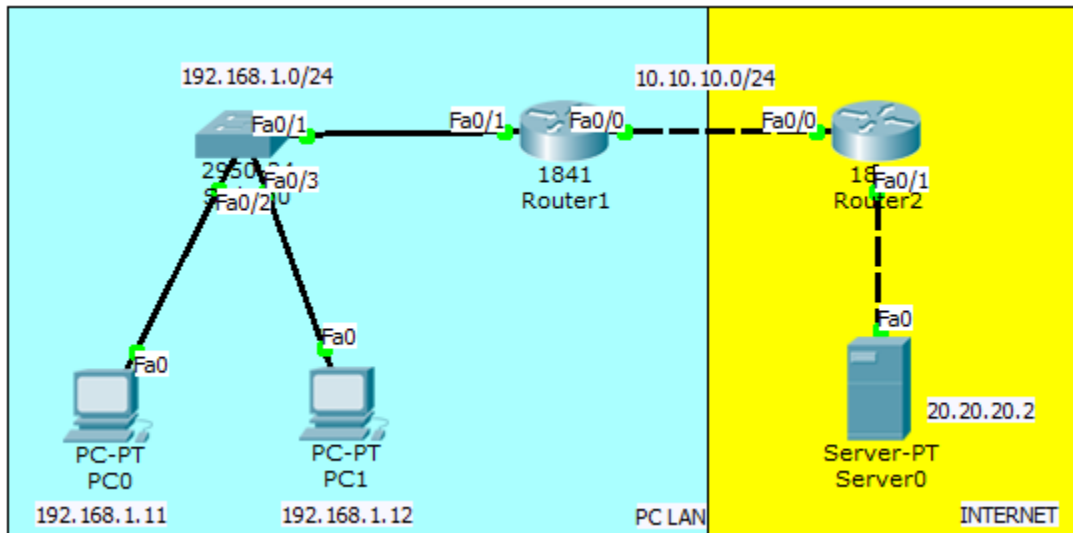 192.168.1.0/24
10.10.10.0/24
Fa0/1
Fa0/1
Fa0/0
Fa0/0
Fa0/3
Fa0/2
1841
Router1
Fa0/1
Router2
Fa0
Fa0
Fa0
20.20.20.2
PC-PT
PC0
PC-PT
PC1
Server-PT
Server0
192.168.1.11
192.168.1.12
PC LAN
INTERNET